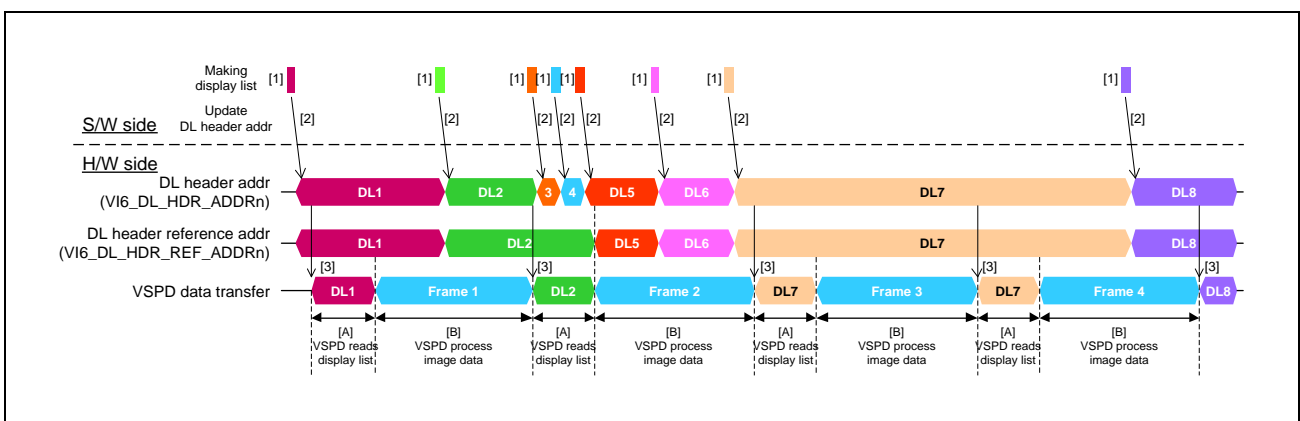 Making
display list
[1] [1] [1] [1] [1] [1] [1] [1]
Update
DL header addr
S/W side
[2] [2] [2] [2] [2] [2] [2] [2]
H/W side
DL header addr
(VI6_DL_HDR_ADDRn)
DL1 DL2 3 4 DL5 DL6 DL7 DL8
DL header reference addr
(VI6_DL_HDR_REF_ADDRn)
DL1 DL2 DL5 DL6 DL7 DL8
[3] [3] [3] [3] [3]
VSPD data transfer
DL1 Frame 1 DL2 Frame 2 DL7 Frame 3 DL7 Frame 4 DL8
[A] [B] [A] [B] [A] [B] [A] [B]
VSPD reads VSPD process VSPD reads VSPD process VSPD reads VSPD process VSPD reads VSPD process
display list image data display list image data display list image data display list image data